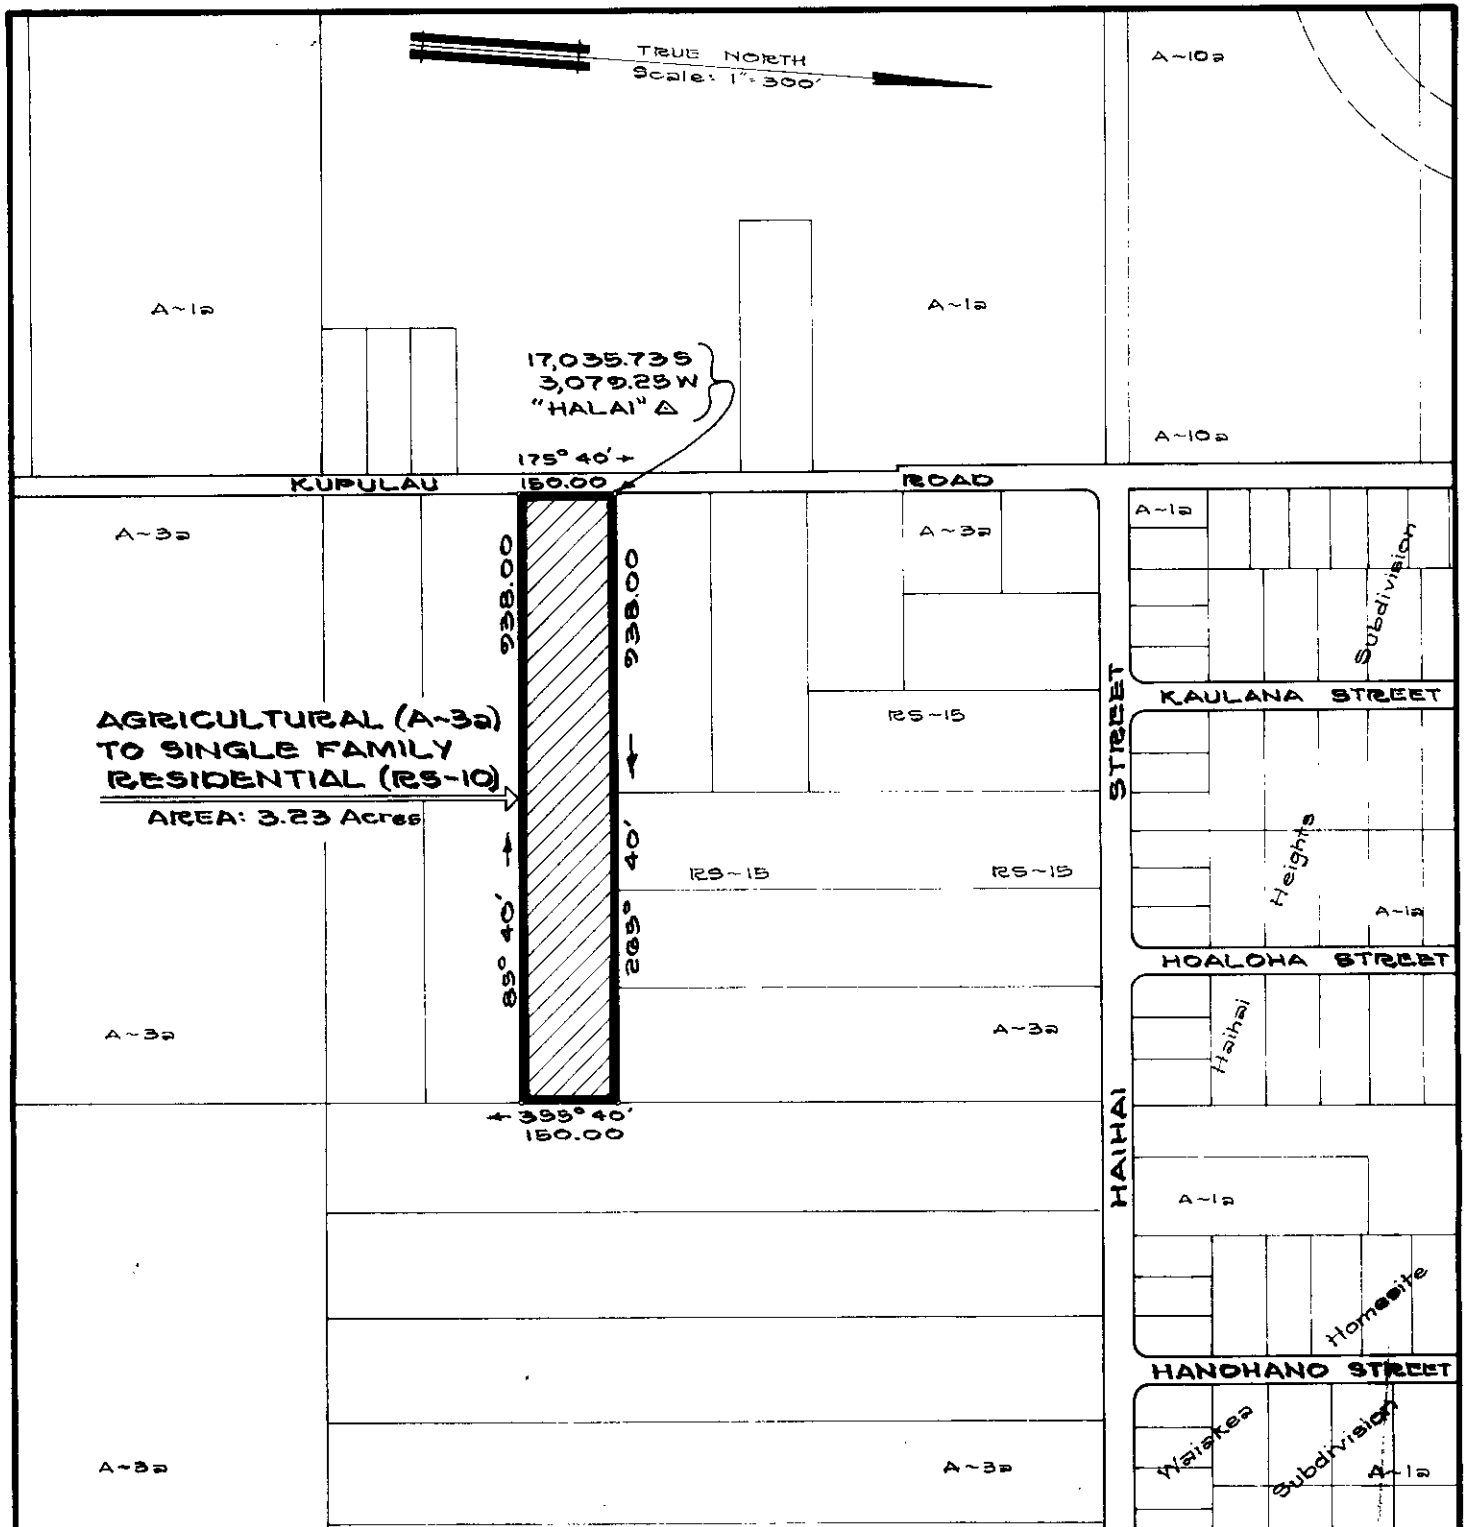 TRUE NORTH
Scale: 1"=300'
A~10a
A~1a
A~1a
17,035.73 S
3,079.25 W
"HALAI" △
A~10a
175° 40' →
KUPULAU
150.00
ROAD
A~3a
A~3a
A~1a
938.00
938.00
Subdivision
STREET
KAULANA STREET
AGRICULTURAL (A~3a)
TO SINGLE FAMILY
RESIDENTIAL (RS-10)
AREA: 3.23 Acres
RS~15
RS~15
RS~15
Heights
A~1a
85° 40'
265° 40'
HOALOHA STREET
Haihai
A~3a
A~3a
← 355° 40'
150.00
HAIHAI
A~1a
Homesite
HANOHANO STREET
Waiakea
Subdivision
A~3a
A~3a
A~1a